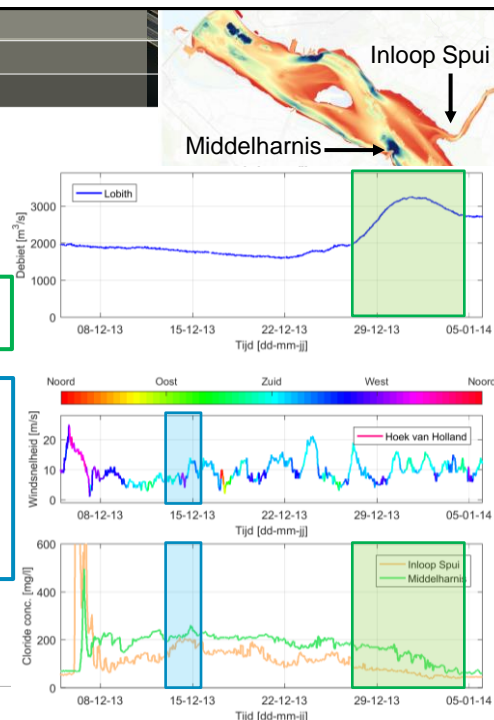 Inloop Spui
Middelharnis
Debiet [m³/s]
3000
2000
1000
0
Lobith
08-12-13 15-12-13 22-12-13 29-12-13 05-01-14
Tijd [dd-mm-jj]
Noord Oost Zuid West Noord
Windsnelheid [m/s]
20
10
0
Hoek van Holland
08-12-13 15-12-13 22-12-13 29-12-13 05-01-14
Tijd [dd-mm-jj]
Cloride conc. [mg/l]
600
400
200
0
Inloop Spui
Middelharnis
08-12-13 15-12-13 22-12-13 29-12-13 05-01-14
Tijd [dd-mm-jj]